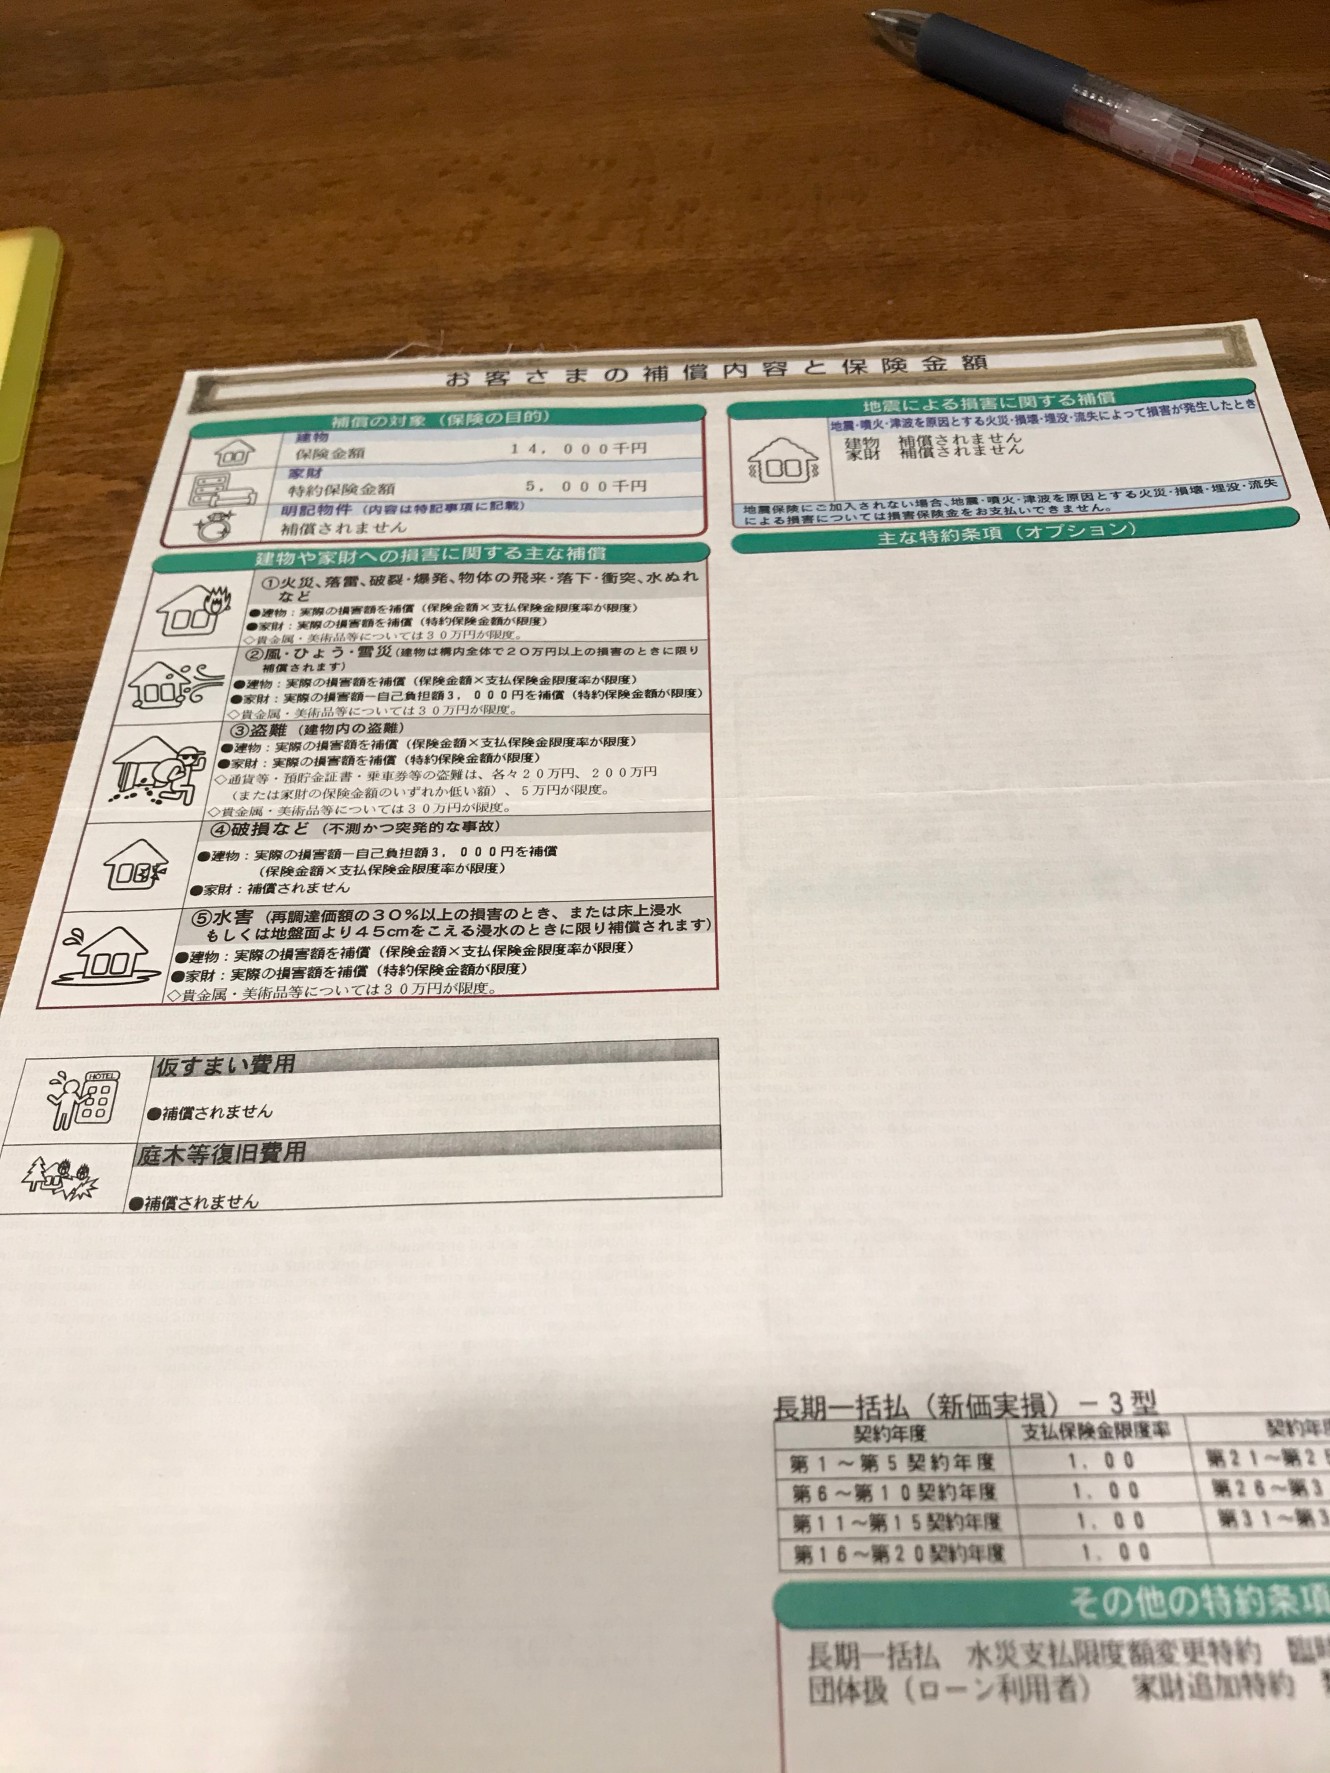 お客さまの補償内容と保険金額
補償の対象（保険の目的）
建物
保険金額 14，000千円
家財
特約保険金額 5，000千円
明記物件（内容は特記事項に記載）
補償されません
建物や家財への損害に関する主な補償
①火災、落雷、破裂・爆発、物体の飛来・落下・衝突、水ぬれ
など
●建物：実際の損害額を補償（保険金額×支払保険金限度率が限度）
●家財：実際の損害額を補償（特約保険金額が限度）
◇貴金属・美術品等については３０万円が限度。
②風・ひょう・雪災（建物は構内全体で２０万円以上の損害のときに限り
補償されます）
●建物：実際の損害額を補償（保険金額×支払保険金限度率が限度）
●家財：実際の損害額－自己負担額３，０００円を補償（特約保険金額が限度）
◇貴金属・美術品等については３０万円が限度。
③盗難（建物内の盗難）
●建物：実際の損害額を補償（保険金額×支払保険金限度率が限度）
●家財：実際の損害額を補償（特約保険金額が限度）
◇通貨等・預貯金証書・乗車券等の盗難は、各々２０万円、２００万円
（または家財の保険金額のいずれか低い額）、５万円が限度。
◇貴金属・美術品等については３０万円が限度。
④破損など（不測かつ突発的な事故）
●建物：実際の損害額－自己負担額３，０００円を補償
（保険金額×支払保険金限度率が限度）
●家財：補償されません
⑤水害（再調達価額の３０％以上の損害のとき、または床上浸水
もしくは地盤面より４５cmをこえる浸水のときに限り補償されます）
●建物：実際の損害額を補償（保険金額×支払保険金限度率が限度）
●家財：実際の損害額を補償（特約保険金額が限度）
◇貴金属・美術品等については３０万円が限度。
HOTEL
仮すまい費用
●補償されません
庭木等復旧費用
●補償されません
地震による損害に関する補償
地震・噴火・津波を原因とする火災・損壊・埋没・流失によって損害が発生したとき
建物 補償されません
家財 補償されません
地震保険にご加入されない場合、地震・噴火・津波を原因とする火災・損壊・埋没・流失
による損害については損害保険金をお支払いできません。
主な特約条項（オプション）
長期一括払（新価実損）－３型
契約年度 支払保険金限度率 契約年
第１～第５契約年度 １．００ 第２１～第２
第６～第１０契約年度 １．００ 第２６～第３
第１１～第１５契約年度 １．００ 第３１～第３
第１６～第２０契約年度 １．００
その他の特約条項
長期一括払 水災支払限度額変更特約
団体扱（ローン利用者） 家財追加特約